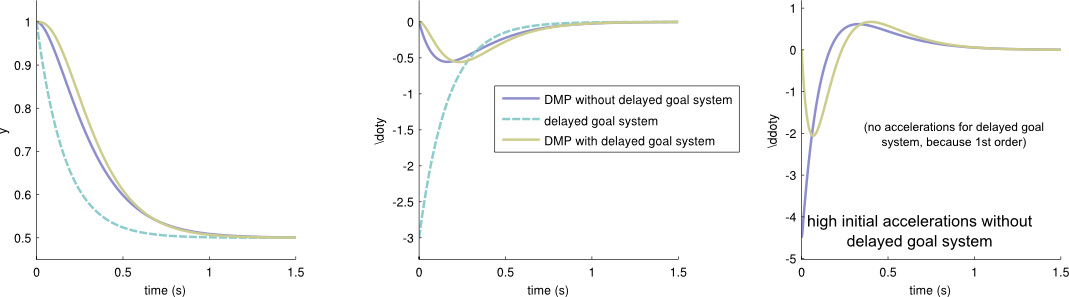 1
0.9
0.8
0.7
0.6
0.5
y
0
0.5
1
1.5
time (s)
0
-0.5
-1
-1.5
-2
-2.5
-3
\doty
DMP without delayed goal system
delayed goal system
DMP with delayed goal system
0
0.5
1
1.5
time (s)
1
0
-1
-2
-3
-4
-5
\ddoty
(no accelerations for delayed goal
system, because 1st order)
high initial accelerations without
delayed goal system
0
0.5
1
1.5
time (s)